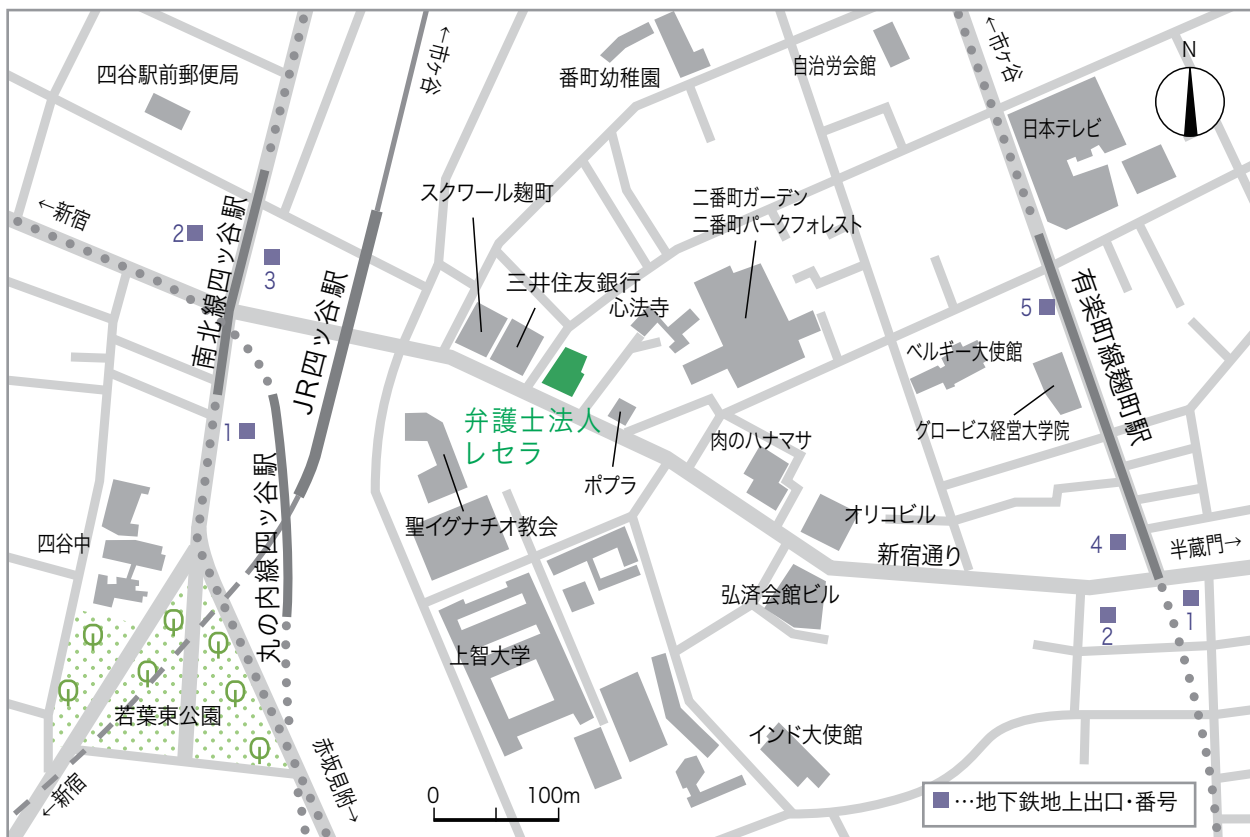 ←市ヶ谷
←市ヶ谷
N
四谷駅前郵便局
番町幼稚園
自治労会館
日本テレビ
スクワール麹町
二番町ガーデン
二番町パークフォレスト
←新宿
2
3
南北線四ッ谷駅
JR四ッ谷駅
三井住友銀行
心法寺
5
有楽町線麹町駅
ベルギー大使館
グロービス経営大学院
弁護士法人
レセラ
1
肉のハナマサ
ポプラ
丸の内線四ッ谷駅
聖イグナチオ教会
オリコビル
四谷中
新宿通り
4
半蔵門→
弘済会館ビル
2
1
上智大学
若葉東公園
インド大使館
←新宿
赤坂見附→
0
100m
…地下鉄地上出口・番号